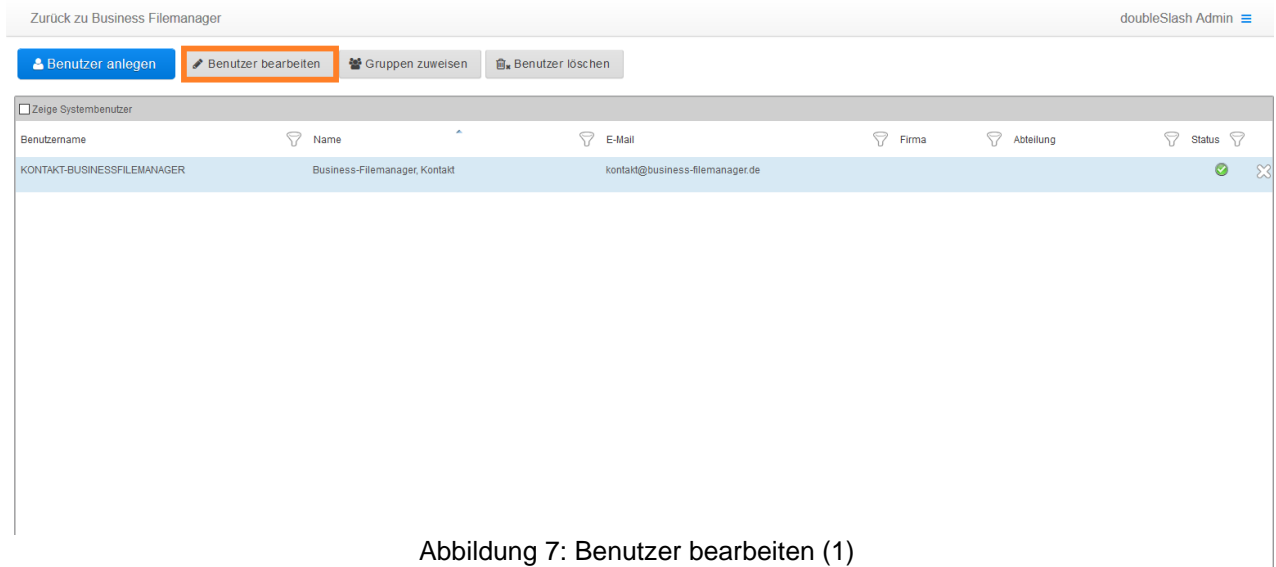 Zurück zu Business Filemanager doubleSlash Admin
Benutzer anlegen Benutzer bearbeiten Gruppen zuweisen Benutzer löschen
Zeige Systembenutzer
Benutzername Name E-Mail Firma Abteilung Status
KONTAKT-BUSINESSFILEMANAGER Business-Filemanager, Kontakt kontakt@business-filemanager.de
Abbildung 7: Benutzer bearbeiten (1)